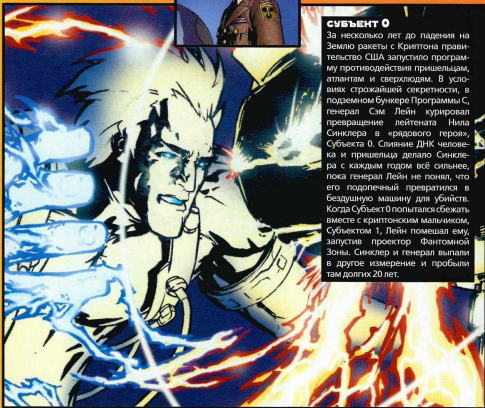 СУБЪЕКТ 0
За несколько лет до падения на
Землю ракеты с Криптона прави-
тельство США запустило програм-
му противодействия пришельцам,
атлантам и сверхлюдям. В усло-
виях строжайшей секретности, в
подземном бункере Программы С,
генерал Сэм Лейн курировал
превращение лейтената Нила
Синклера в «рядового героя»,
Субъекта 0. Слияние ДНК челове-
ка и пришельца делало Синкле-
ра с каждым годом всё сильнее,
пока генерал Лейн не понял, что
его подопечный превратился в
бездушную машину для убийств.
Когда Субъект 0 попытался сбежать
вместе с криптонским мальчиком,
Субъектом 1, Лейн помешал ему,
запустив проектор Фантомной
Зоны. Синклер и генерал выпали
в другое измерение и пробыли
там долгих 20 лет.